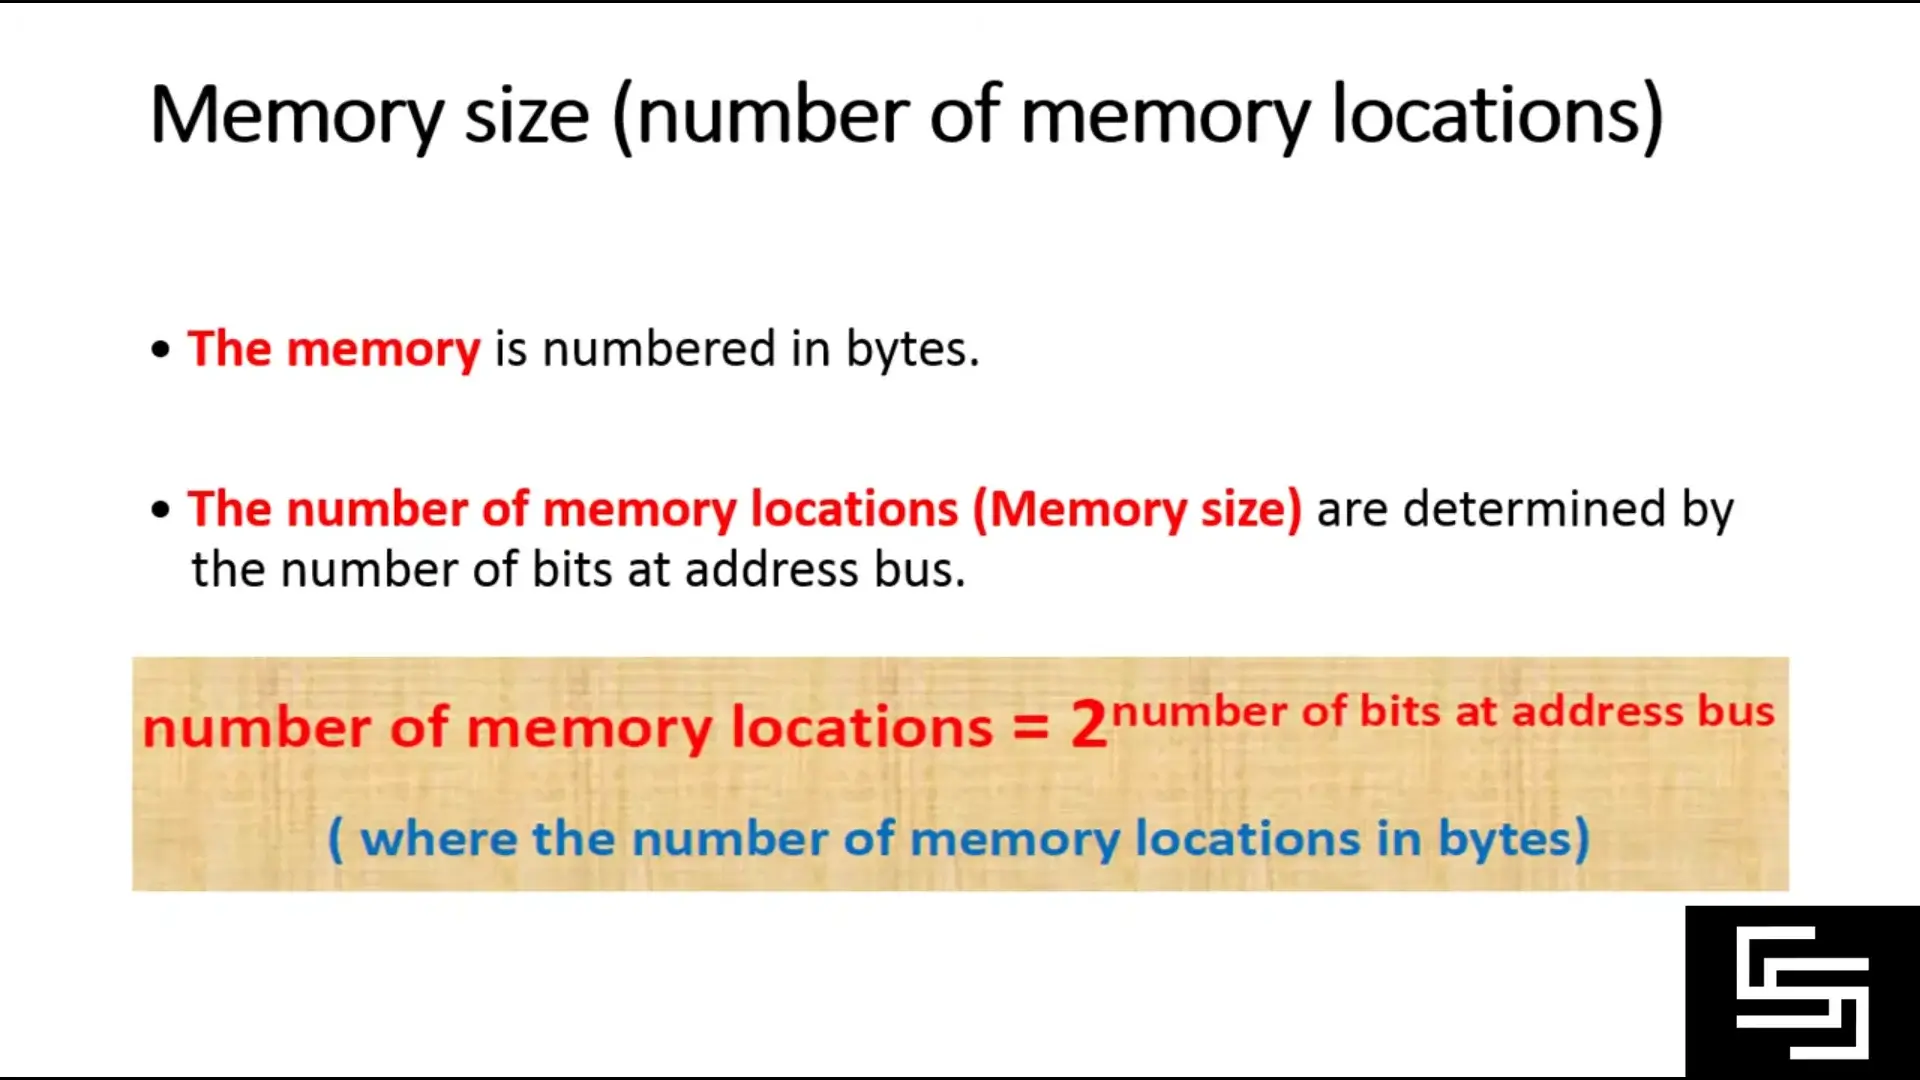 Memory size (number of memory locations)
• The memory is numbered in bytes.
• The number of memory locations (Memory size) are determined by
the number of bits at address bus.
number of memory locations = 2^number of bits at address bus
( where the number of memory locations in bytes)